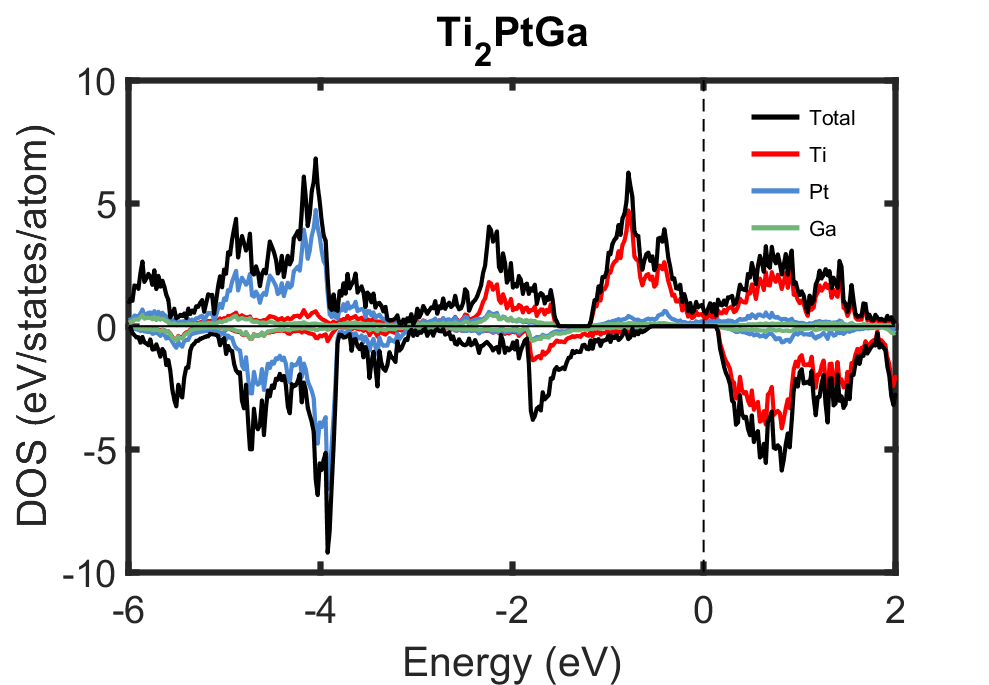 Ti2PtGa
10
5
0
-5
-10
DOS (eV/states/atom)
Total
Ti
Pt
Ga
-6 -4 -2 0 2
Energy (eV)